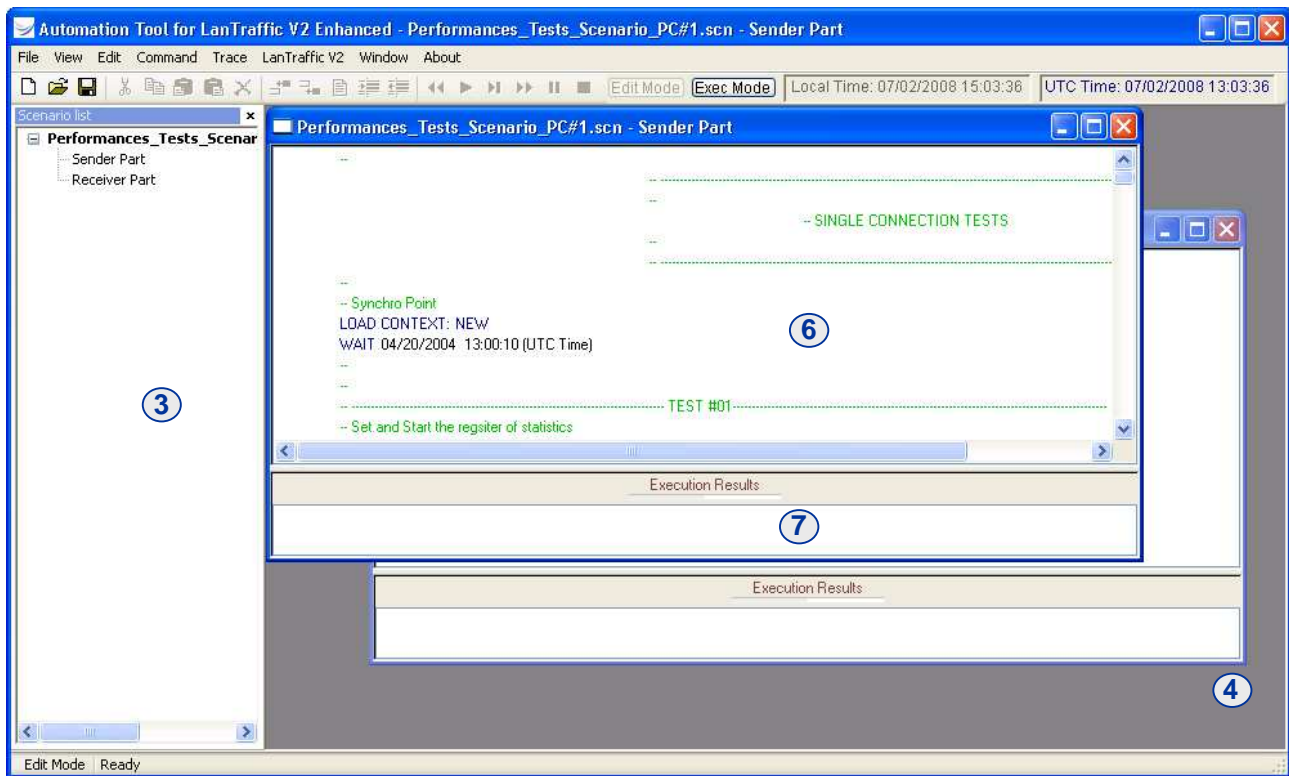 Automation Tool for LanTraffic V2 Enhanced - Performances_Tests_Scenario_PC#1.scn - Sender Part
File View Edit Command Trace LanTraffic V2 Window About
Edit Mode Exec Mode Local Time: 07/02/2008 15:03:36 UTC Time: 07/02/2008 13:03:36
Scenario list
Performances_Tests_Scenar
Sender Part
Receiver Part
3
Performances_Tests_Scenario_PC#1.scn - Sender Part
--
-- ----------------------------------------------------------------
--
-- SINGLE CONNECTION TESTS
--
-- ----------------------------------------------------------------
--
-- Synchro Point
LOAD CONTEXT: NEW
WAIT 04/20/2004 13:00:10 (UTC Time)
--
--
-- ---------------------------------------- TEST #01----------------------------------------
-- Set and Start the regsiter of statistics
6
Execution Results
7
Execution Results
4
Edit Mode Ready